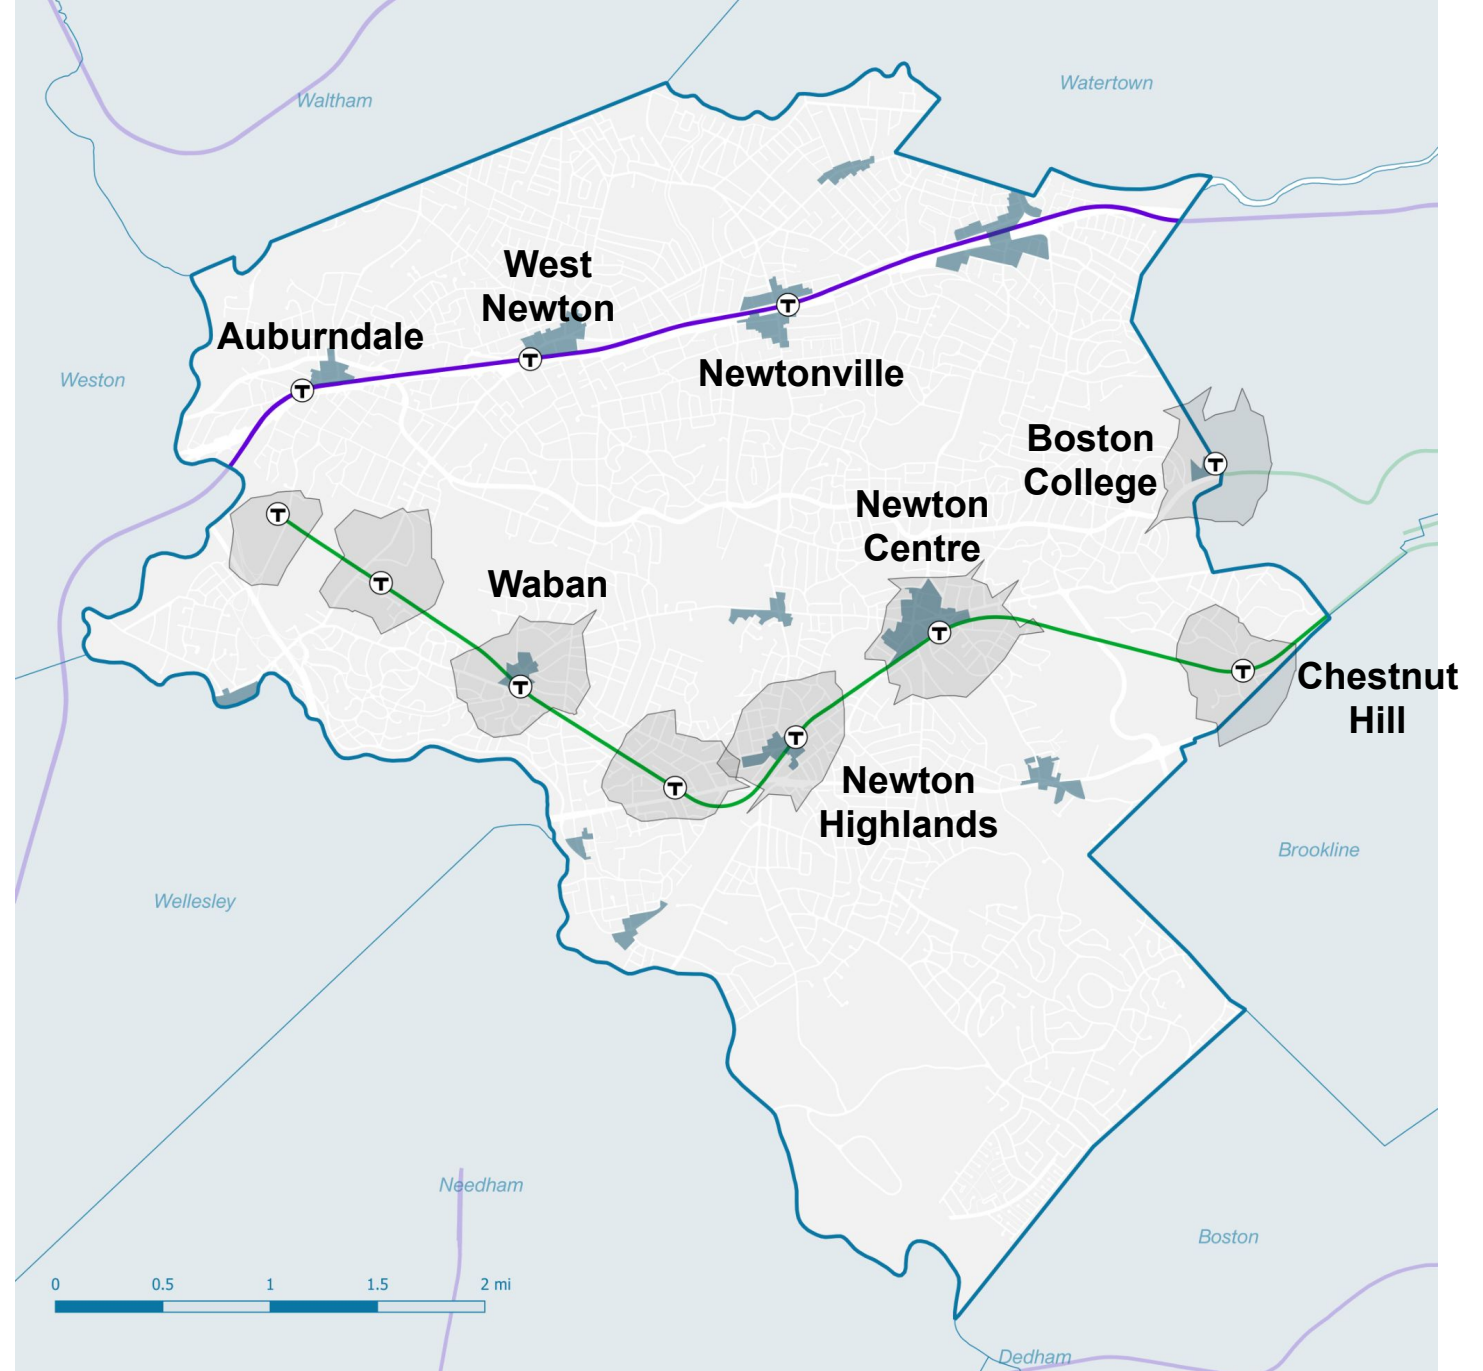 Watertown
Waltham
West
Newton
Auburndale
Newtonville
Weston
Boston
College
Newton
Centre
Waban
Chestnut
Hill
Newton
Highlands
Brookline
Wellesley
Needham
Boston
0 0.5 1 1.5 2 mi
Dedham
T
T
T
T
T
T
T
T
T
T
T